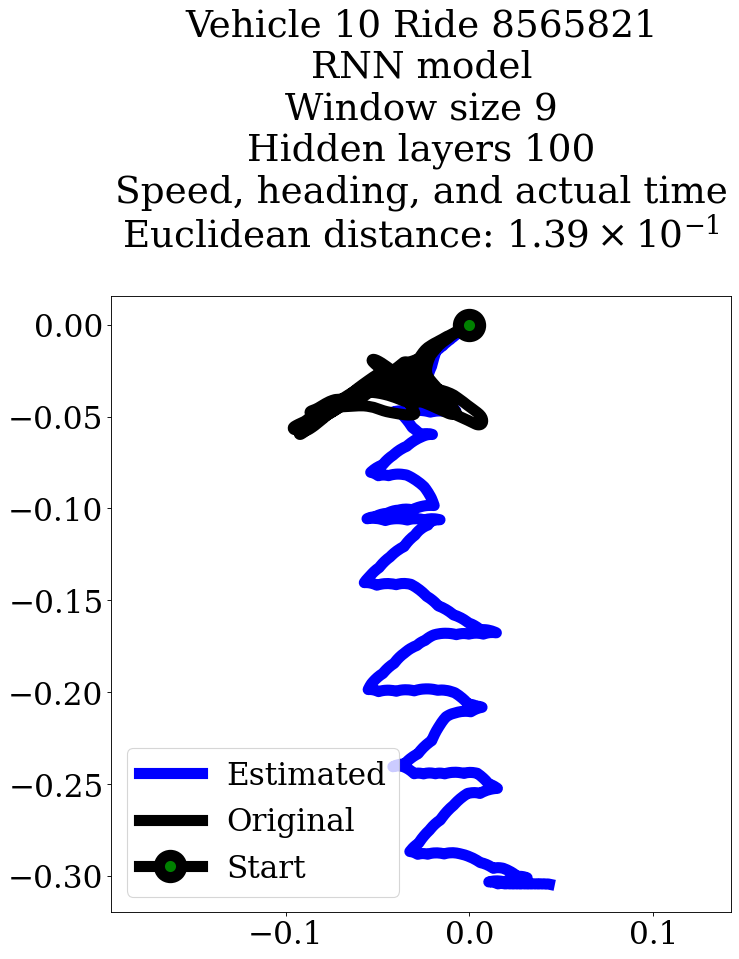 Vehicle 10 Ride 8565821
RNN model
Window size 9
Hidden layers 100
Speed, heading, and actual time
Euclidean distance: 1.39 × 10⁻¹
0.00
−0.05
−0.10
−0.15
−0.20
−0.25
−0.30
Estimated
Original
Start
−0.1
0.0
0.1